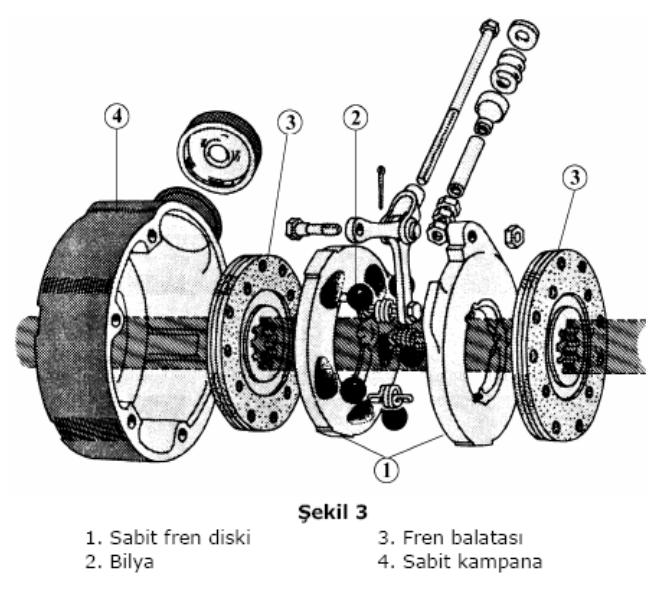 4
3
2
3
1
Şekil 3
1. Sabit fren diski
2. Bilya
3. Fren balatası
4. Sabit kampana